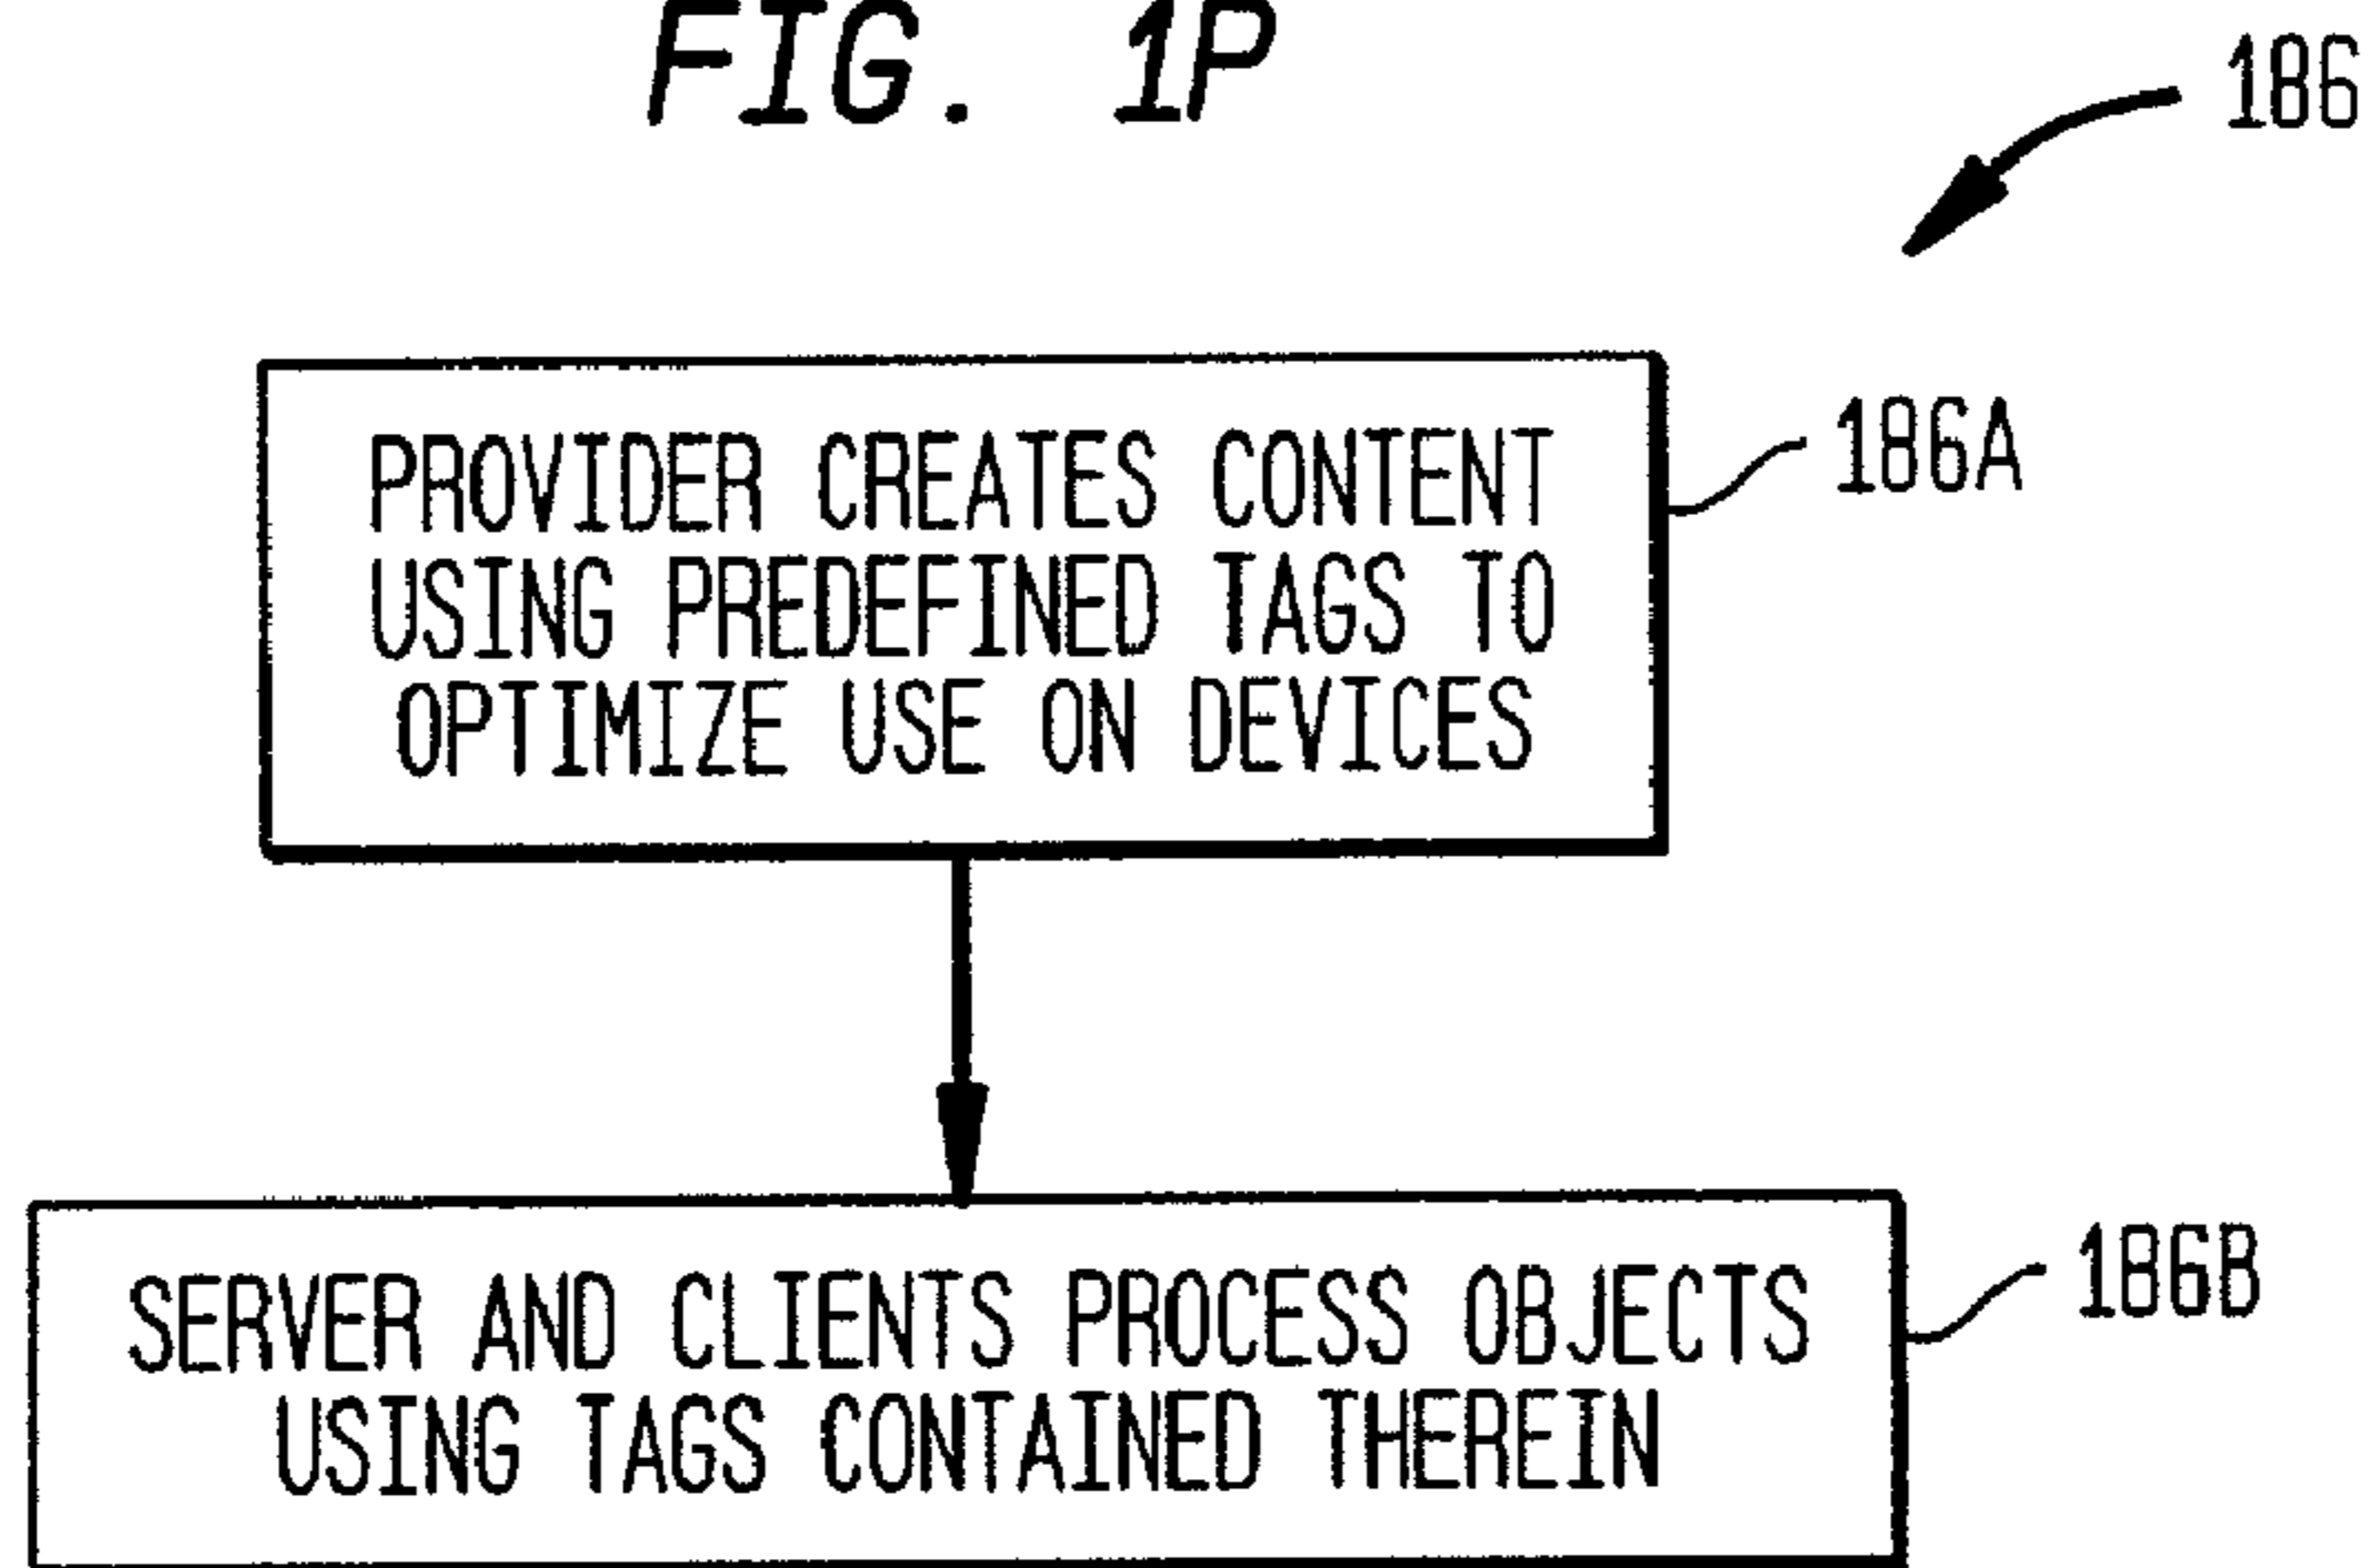 FIG. 1P
186
PROVIDER CREATES CONTENT
USING PREDEFINED TAGS TO
OPTIMIZE USE ON DEVICES
186A
SERVER AND CLIENTS PROCESS OBJECTS
USING TAGS CONTAINED THEREIN
186B